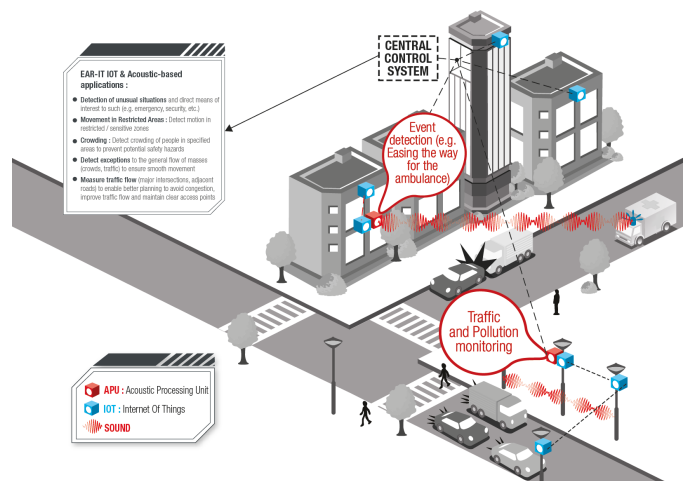 EAR-IT IOT & Acoustic-based
applications :
Detection of unusual situations and direct means of
interest to such (e.g. emergency, security, etc.)
Movement in Restricted Areas : Detect motion in
restricted / sensitive zones
Crowding : Detect crowding of people in specified
areas to prevent potential safety hazards
Detect exceptions to the general flow of masses
(crowds, traffic) to ensure smooth movement
Measure traffic flow (major intersections, adjacent
roads) to enable better planning to avoid congestion,
improve traffic flow and maintain clear access points
CENTRAL
CONTROL
SYSTEM
Event
detection (e.g.
Easing the way
for the
ambulance)
Traffic
and Pollution
monitoring
APU : Acoustic Processing Unit
IOT : Internet Of Things
SOUND